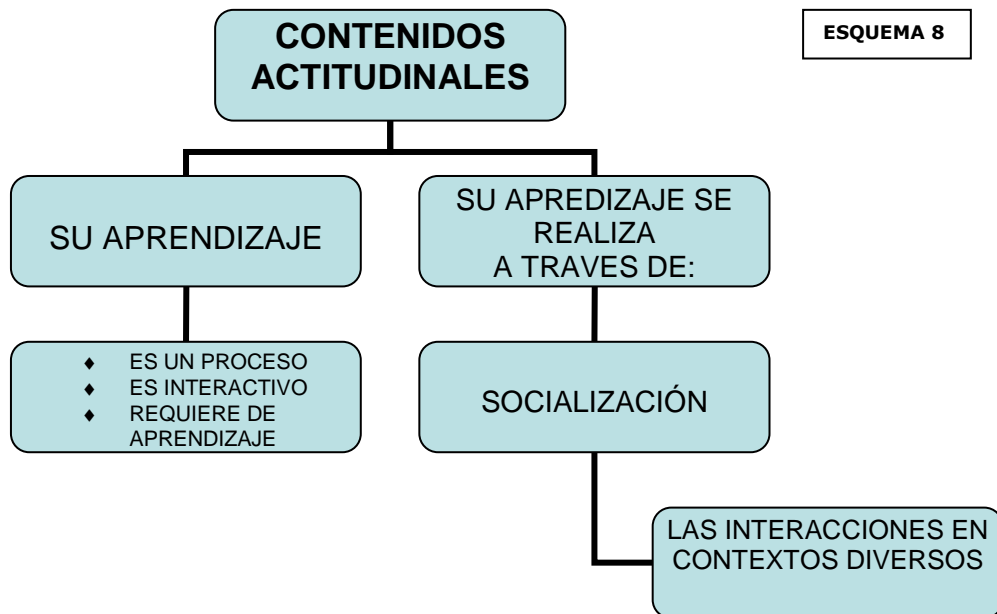 CONTENIDOS
ACTITUDINALES
ESQUEMA 8
SU APRENDIZAJE
SU APREDIZAJE SE
REALIZA
A TRAVES DE:
♦ ES UN PROCESO
♦ ES INTERACTIVO
♦ REQUIERE DE
APRENDIZAJE
SOCIALIZACIÓN
LAS INTERACCIONES EN
CONTEXTOS DIVERSOS